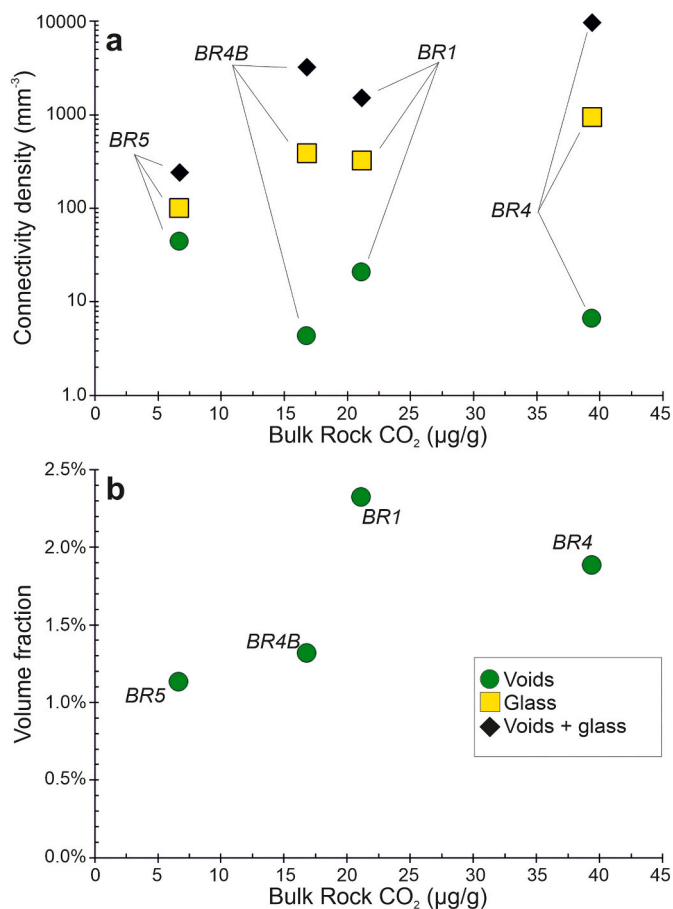 a
10000
1000
100
10
1.0
Connectivity density (mm⁻³)
BR5
BR4B
BR1
BR4
0 5 10 15 20 25 30 35 40 45
Bulk Rock CO₂ (µg/g)
b
2.5%
2.0%
1.5%
1.0%
0.5%
0.0%
Volume fraction
BR1
BR4
BR4B
BR5
Voids
Glass
Voids + glass
0 5 10 15 20 25 30 35 40 45
Bulk Rock CO₂ (µg/g)